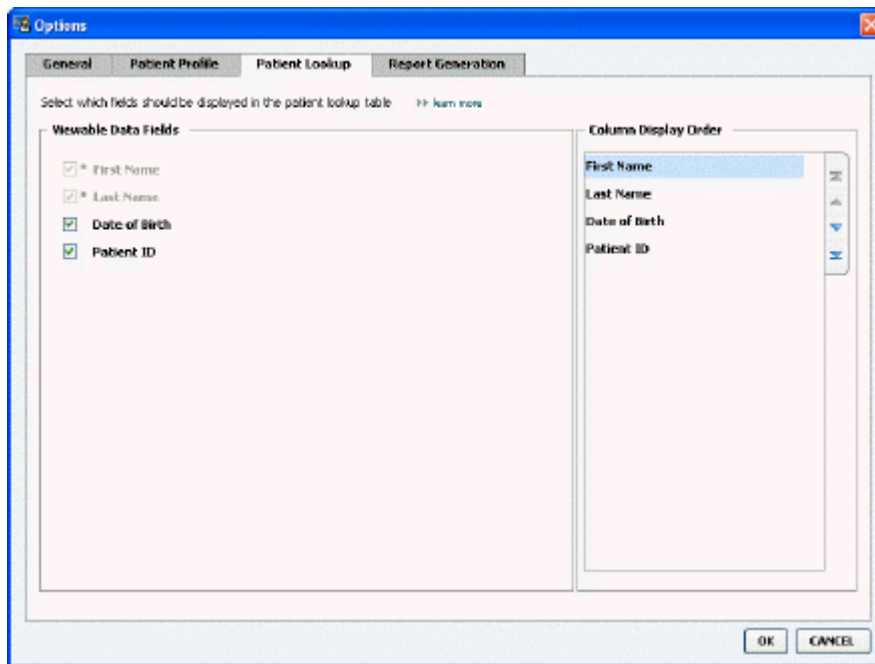 Options
General Patient Profile Patient Lookup Report Generation
Select which fields should be displayed in the patient lookup table >> learn more
Viewable Data Fields
* First Name
* Last Name
Date of Birth
Patient ID
Column Display Order
First Name
Last Name
Date of Birth
Patient ID
OK CANCEL